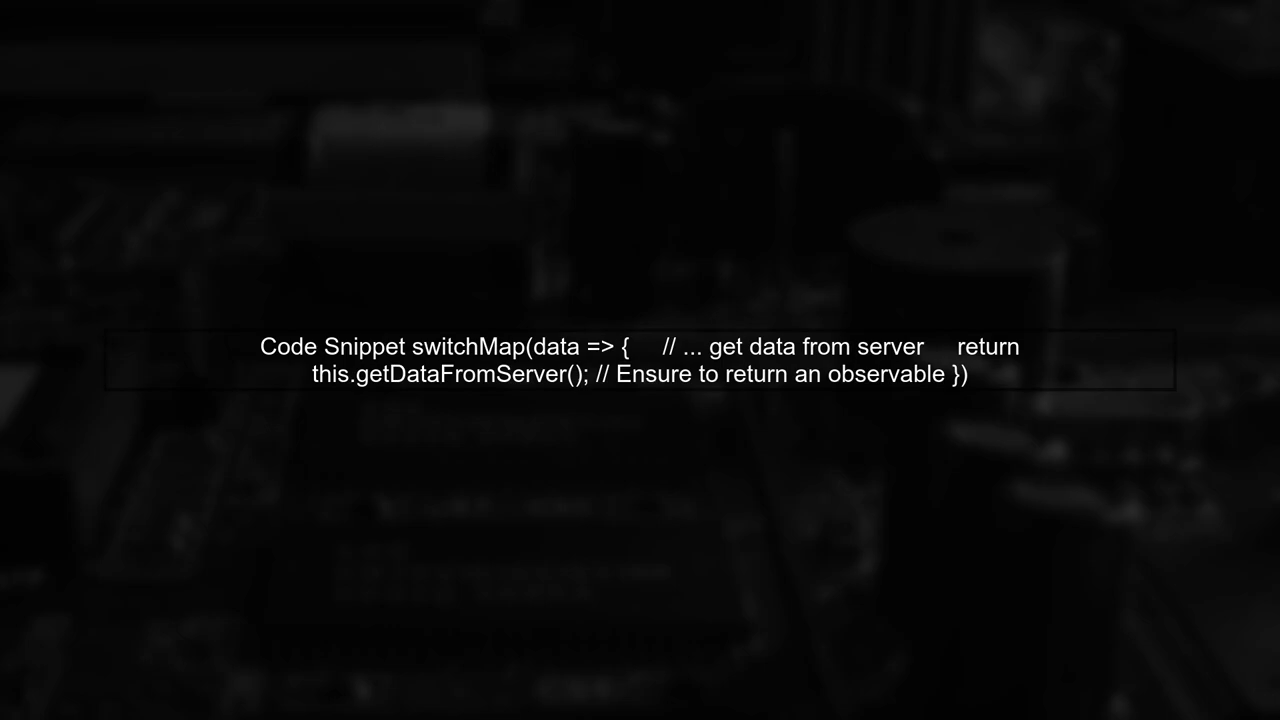 Code Snippet switchMap(data => {     // ... get data from server     return
this.getDataFromServer(); // Ensure to return an observable })